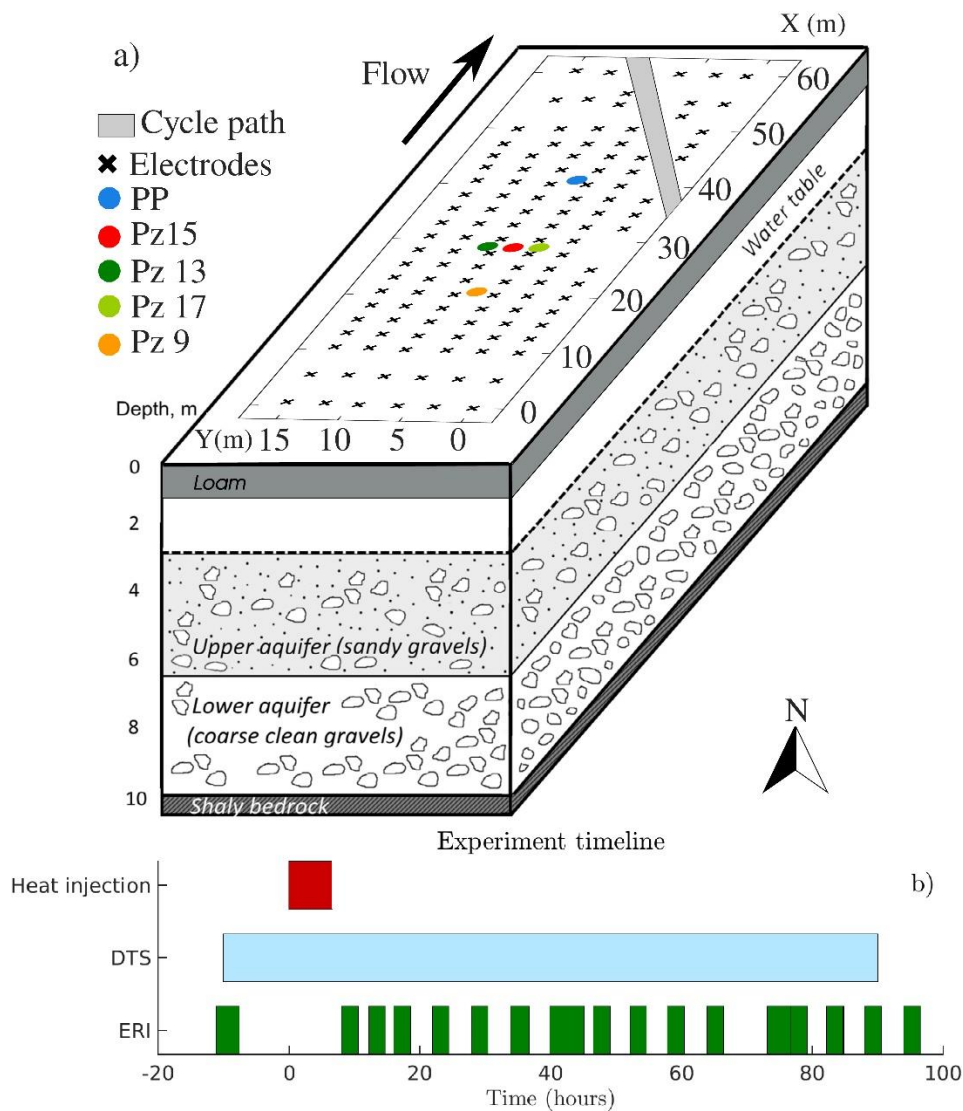 a)
X (m)
Flow
Cycle path
Electrodes
PP
Pz15
Pz 13
Pz 17
Pz 9
60
50
40
30
20
10
0
Water table
Depth, m
Y(m) 15 10 5 0
0
Loam
2
4
Upper aquifer (sandy gravels)
6
Lower aquifer
(coarse clean gravels)
8
10
Shaly bedrock
N
Experiment timeline
b)
Heat injection
DTS
ERI
-20 0 20 40 60 80 100
Time (hours)